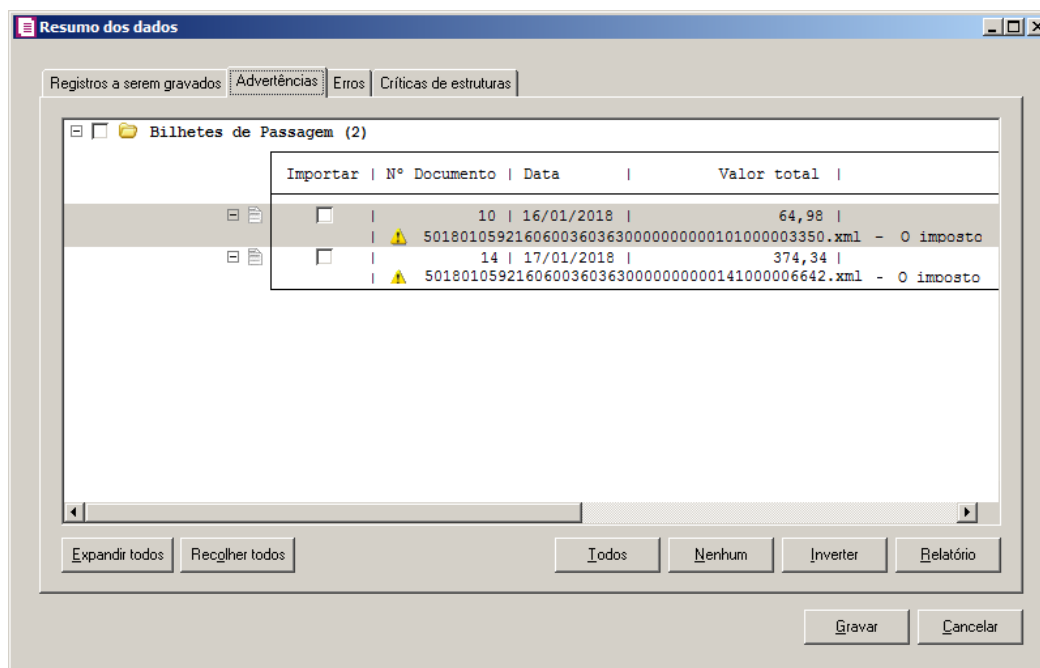 Resumo dos dados
Registros a serem gravados Advertências Erros Críticas de estruturas
Bilhetes de Passagem (2)
Importar | Nº Documento | Data | Valor total |
| 10 | 16/01/2018 | 64,98 |
| 50180105921606003603630000000000101000003350.xml - O imposto
| 14 | 17/01/2018 | 374,34 |
| 50180105921606003603630000000000141000006642.xml - O imposto
Expandir todos Recolher todos Todos Nenhum Inverter Relatório
Gravar Cancelar